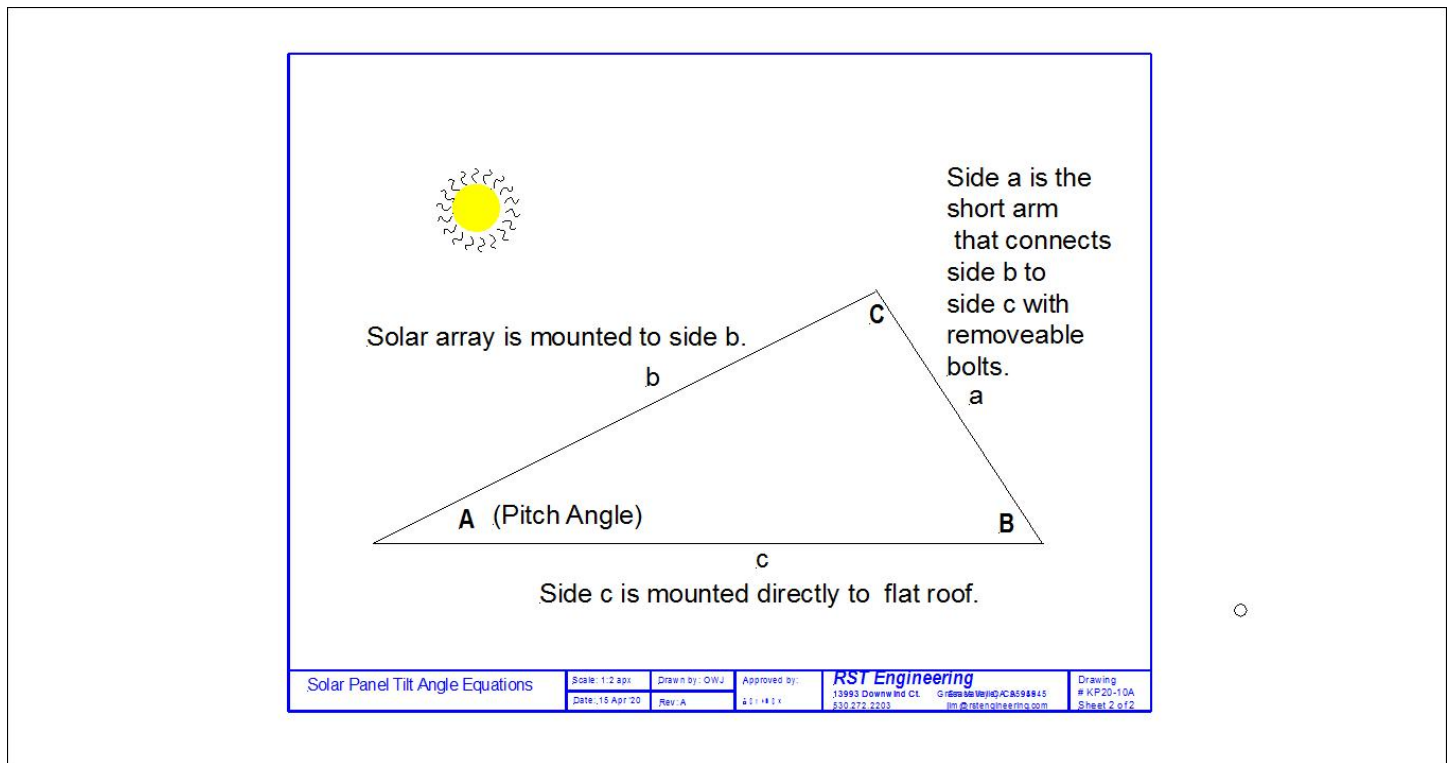 Side a is the
short arm
that connects
side b to
side c with
removeable
bolts.
a
C
Solar array is mounted to side b.
b
A (Pitch Angle)
B
c
Side c is mounted directly to flat roof.
Solar Panel Tilt Angle Equations
Scale: 1:2 apx
Drawn by: OWJ
Approved by:
Date: 15 Apr '20
Rev: A
RST Engineering
13993 Downwind Ct.
530.272.2203
jim@rstengineering.com
Drawing
# KP20-10A
Sheet 2 of 2